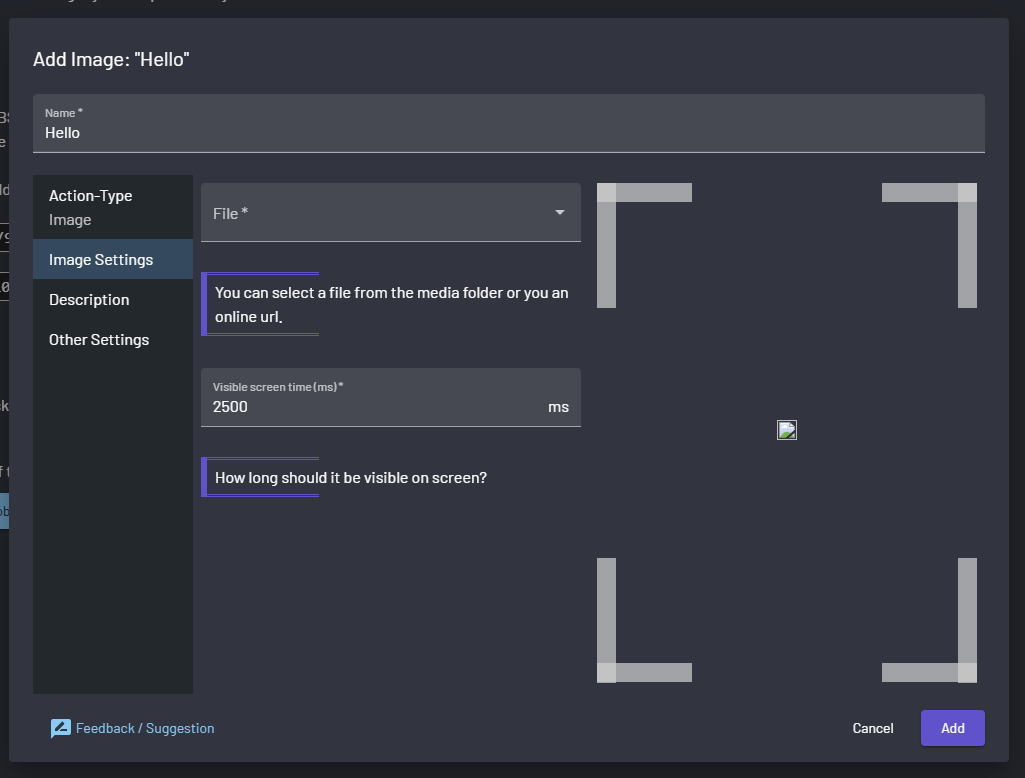 Add Image: "Hello"
Name *
Hello
Action-Type
Image
Image Settings
Description
Other Settings
File *
You can select a file from the media folder or you an
online url.
Visible screen time (ms) *
2500 ms
How long should it be visible on screen?
Feedback / Suggestion
Cancel
Add